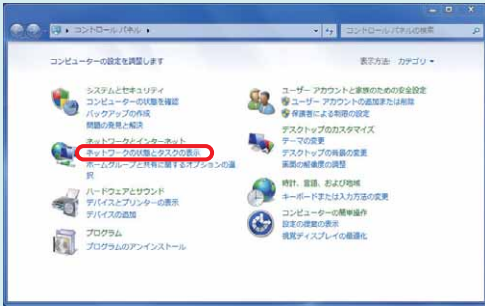 コントロール パネル
コントロール パネルの検索
コンピューターの設定を調整します
表示方法: カテゴリ
システムとセキュリティ
コンピューターの状態を確認
バックアップの作成
問題の発見と解決
ネットワークとインターネット
ネットワークの状態とタスクの表示
ホームグループと共有に関するオプションの選
択
ハードウェアとサウンド
デバイスとプリンターの表示
デバイスの追加
プログラム
プログラムのアンインストール
ユーザー アカウントと家族のための安全設定
ユーザー アカウントの追加または削除
保護者による制限の設定
デスクトップのカスタマイズ
テーマの変更
デスクトップの背景の変更
画面の解像度の調整
時計、言語、および地域
キーボードまたは入力方法の変更
コンピューターの簡単操作
設定の提案の表示
視覚ディスプレイの最適化